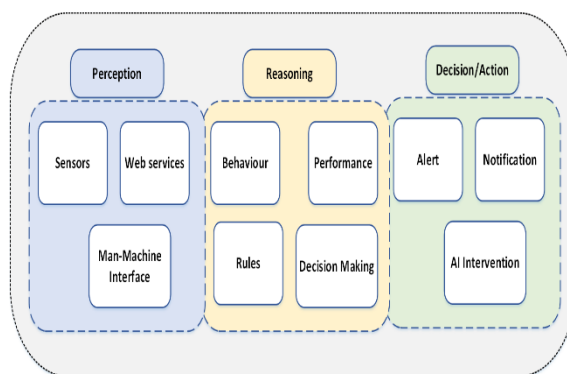 Perception
Reasoning
Decision/Action
Sensors
Web services
Man-Machine
Interface
Behaviour
Performance
Rules
Decision Making
Alert
Notification
AI Intervention